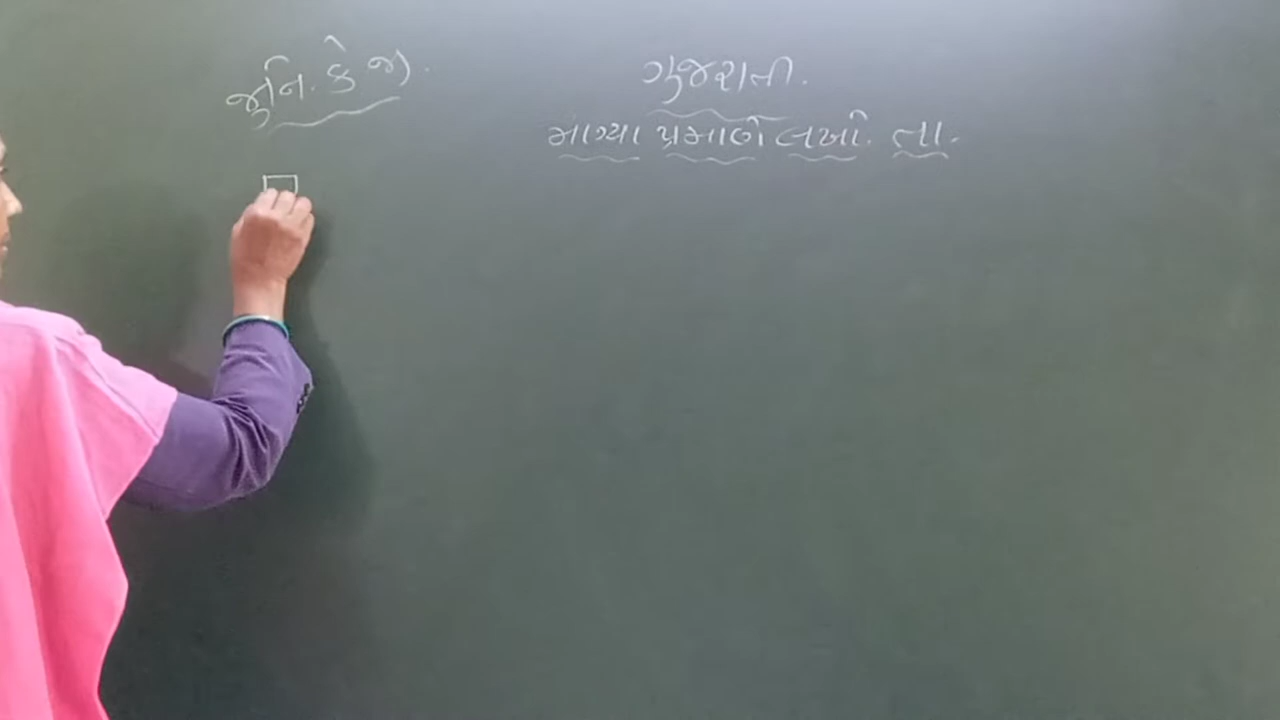 જુનિ. કે જી.
ગુજરાતી.
માગ્યા પ્રમાણે લખો. તા.